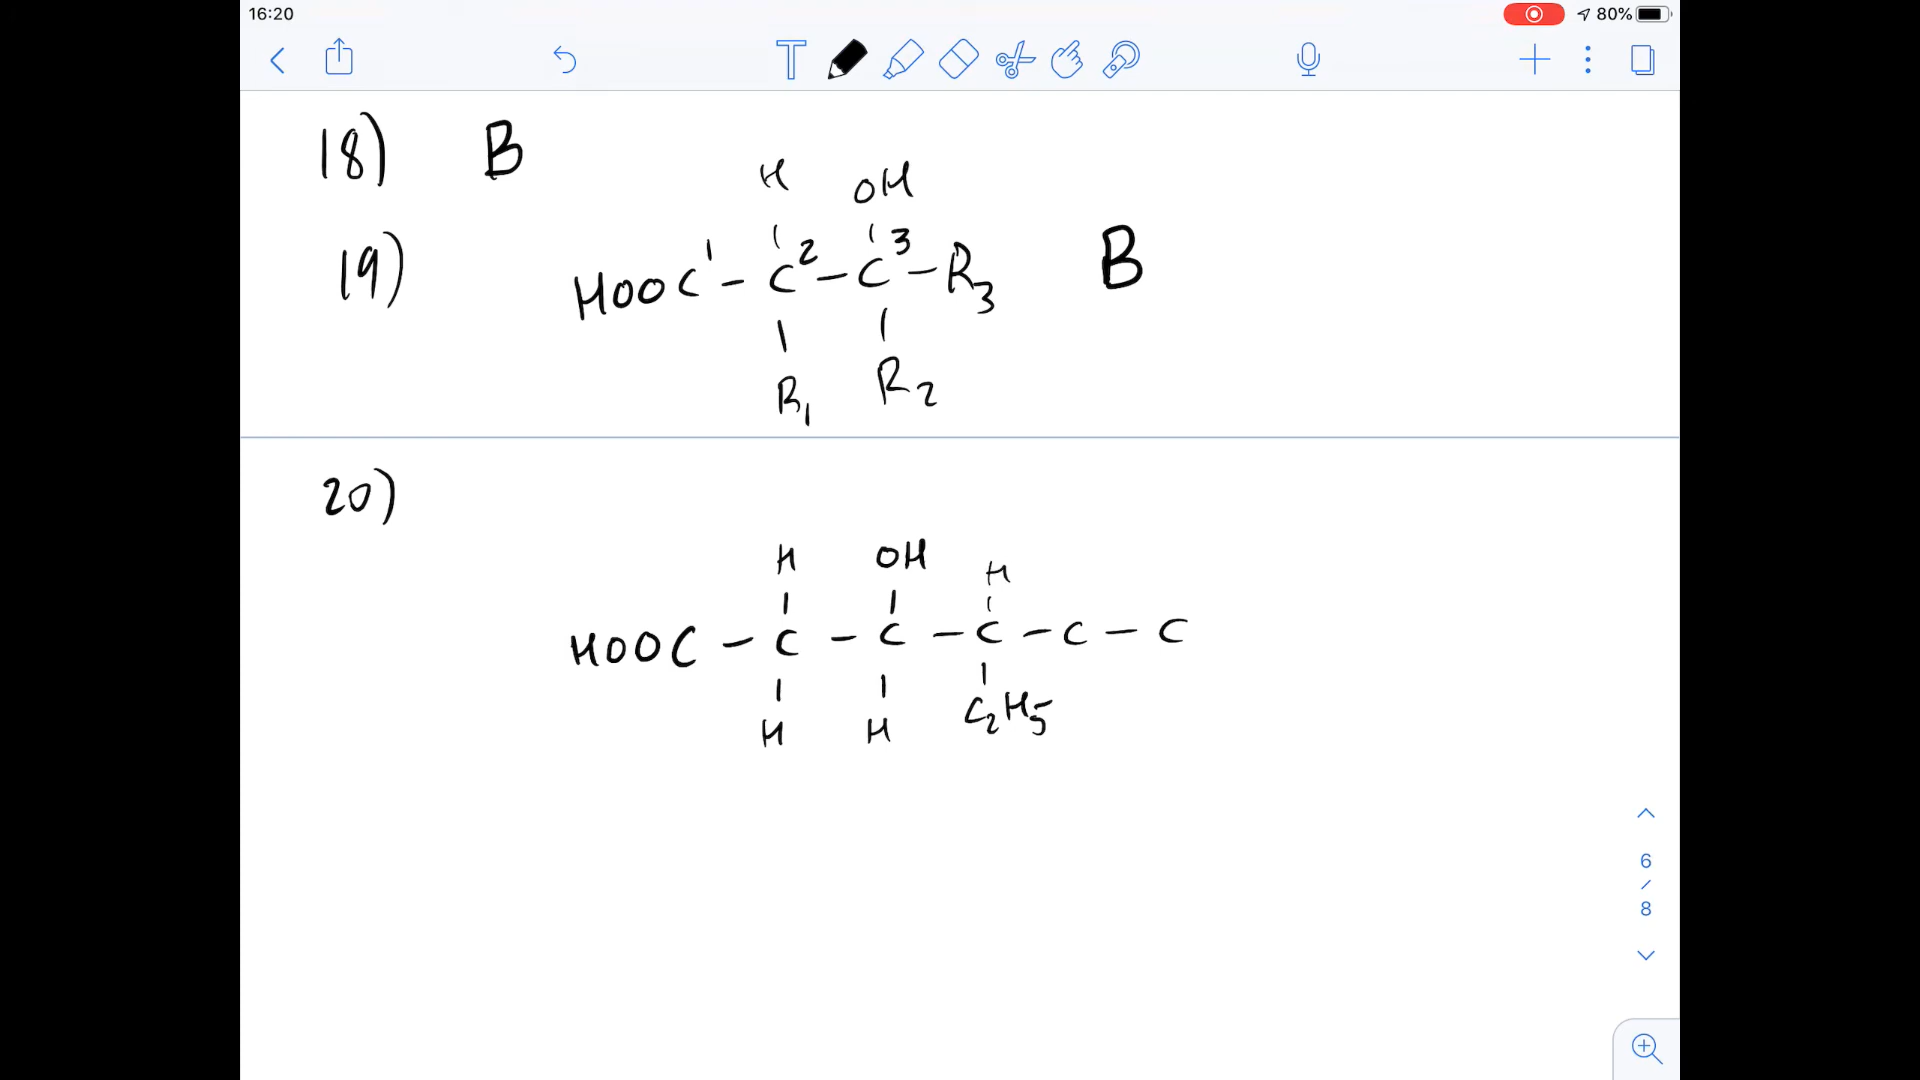 16:20
80%
T
18) B
H OH
19) HOOC¹ - C² - C³ - R₃ B
R₁ R₂
20)
H OH H
HOOC - C - C - C - C - C
H H C₂H₅
6
/
8